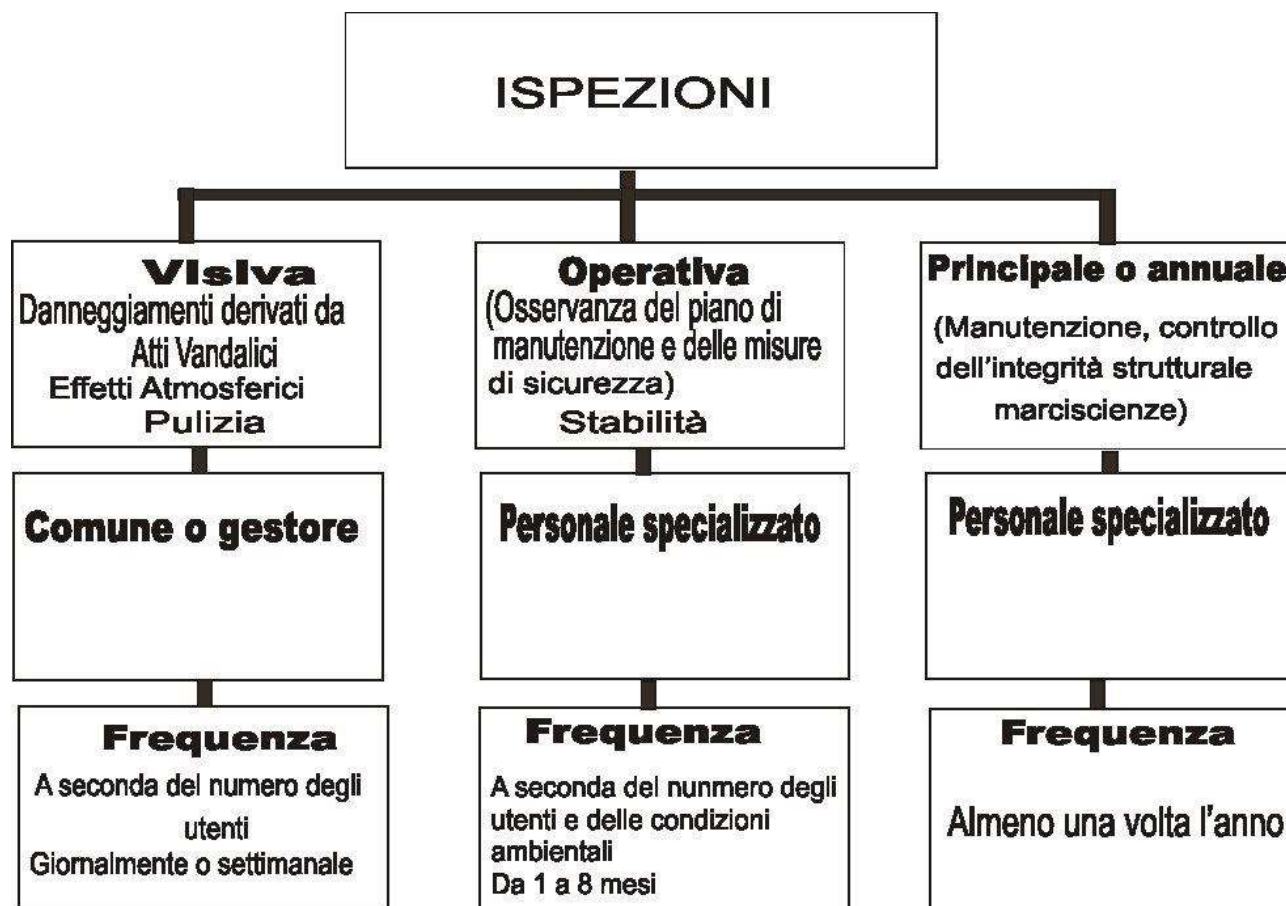 ISPEZIONI
Visiva
Danneggiamenti derivati da
Atti Vandalici
Effetti Atmosferici
Pulizia
Comune o gestore
Frequenza
A seconda del numero degli
utenti
Giornalmente o settimanale
Operativa
(Osservanza del piano di
manutenzione e delle misure
di sicurezza)
Stabilità
Personale specializzato
Frequenza
A seconda del nunmero degli
utenti e delle condizioni
ambientali
Da 1 a 8 mesi
Principale o annuale
(Manutenzione, controllo
dell'integrità strutturale
marciscienze)
Personale specializzato
Frequenza
Almeno una volta l'anno